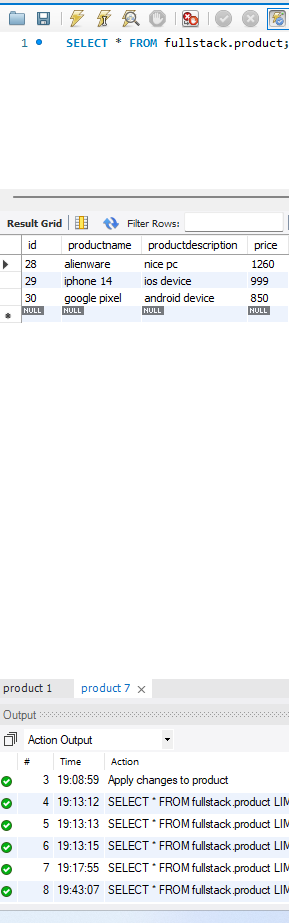 1 SELECT * FROM fullstack.product;
Result Grid Filter Rows:
id productname productdescription price
28 alienware nice pc 1260
29 iphone 14 ios device 999
30 google pixel android device 850
NULL NULL NULL NULL
product 1 product 7
Output
Action Output
# Time Action
3 19:08:59 Apply changes to product
4 19:13:12 SELECT * FROM fullstack.product LIM
5 19:13:13 SELECT * FROM fullstack.product LIM
6 19:13:15 SELECT * FROM fullstack.product LIM
7 19:17:55 SELECT * FROM fullstack.product LIM
8 19:43:07 SELECT * FROM fullstack.product LIM